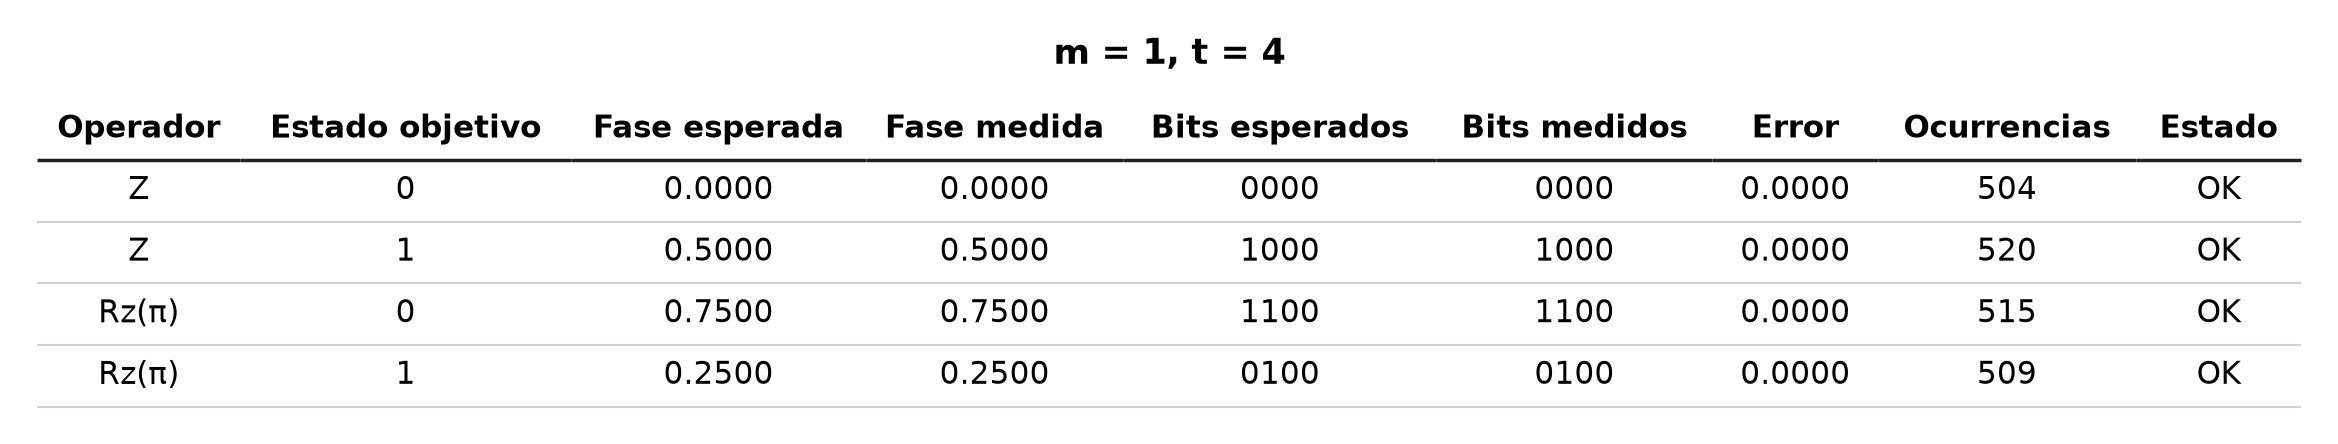 m = 1, t = 4
Operador Estado objetivo Fase esperada Fase medida Bits esperados Bits medidos Error Ocurrencias Estado
Z 0 0.0000 0.0000 0000 0000 0.0000 504 OK
Z 1 0.5000 0.5000 1000 1000 0.0000 520 OK
Rz(π) 0 0.7500 0.7500 1100 1100 0.0000 515 OK
Rz(π) 1 0.2500 0.2500 0100 0100 0.0000 509 OK